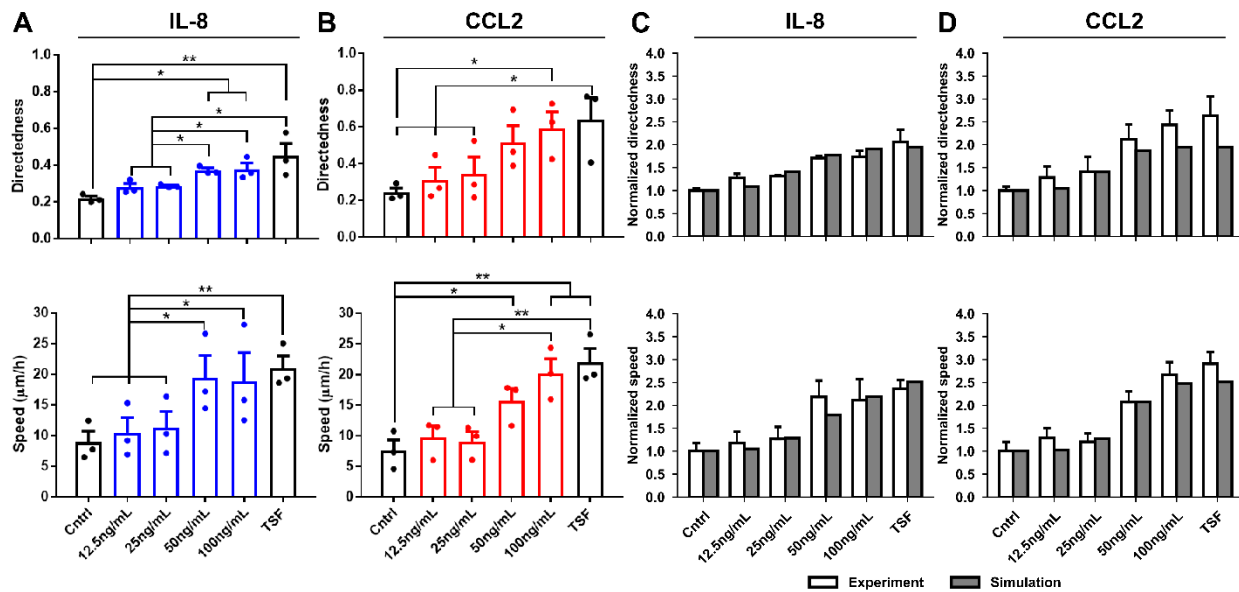 A IL-8
B CCL2
C IL-8
D CCL2
Directedness
1.0
0.8
0.6
0.4
0.2
0.0
**
*
*
*
*
Directedness
1.0
0.8
0.6
0.4
0.2
0.0
*
*
Normalized directedness
4.0
3.5
3.0
2.5
2.0
1.5
1.0
0.5
0.0
Normalized directedness
4.0
3.5
3.0
2.5
2.0
1.5
1.0
0.5
0.0
Speed (μm/h)
30
25
20
15
10
5
0
**
*
*
Cntrl
12.5ng/mL
25ng/mL
50ng/mL
100ng/mL
TSF
Speed (μm/h)
30
25
20
15
10
5
0
**
*
**
*
Cntrl
12.5ng/mL
25ng/mL
50ng/mL
100ng/mL
TSF
Normalized speed
4.0
3.5
3.0
2.5
2.0
1.5
1.0
0.5
0.0
Cntrl
12.5ng/mL
25ng/mL
50ng/mL
100ng/mL
TSF
Normalized speed
4.0
3.5
3.0
2.5
2.0
1.5
1.0
0.5
0.0
Cntrl
12.5ng/mL
25ng/mL
50ng/mL
100ng/mL
TSF
Experiment Simulation